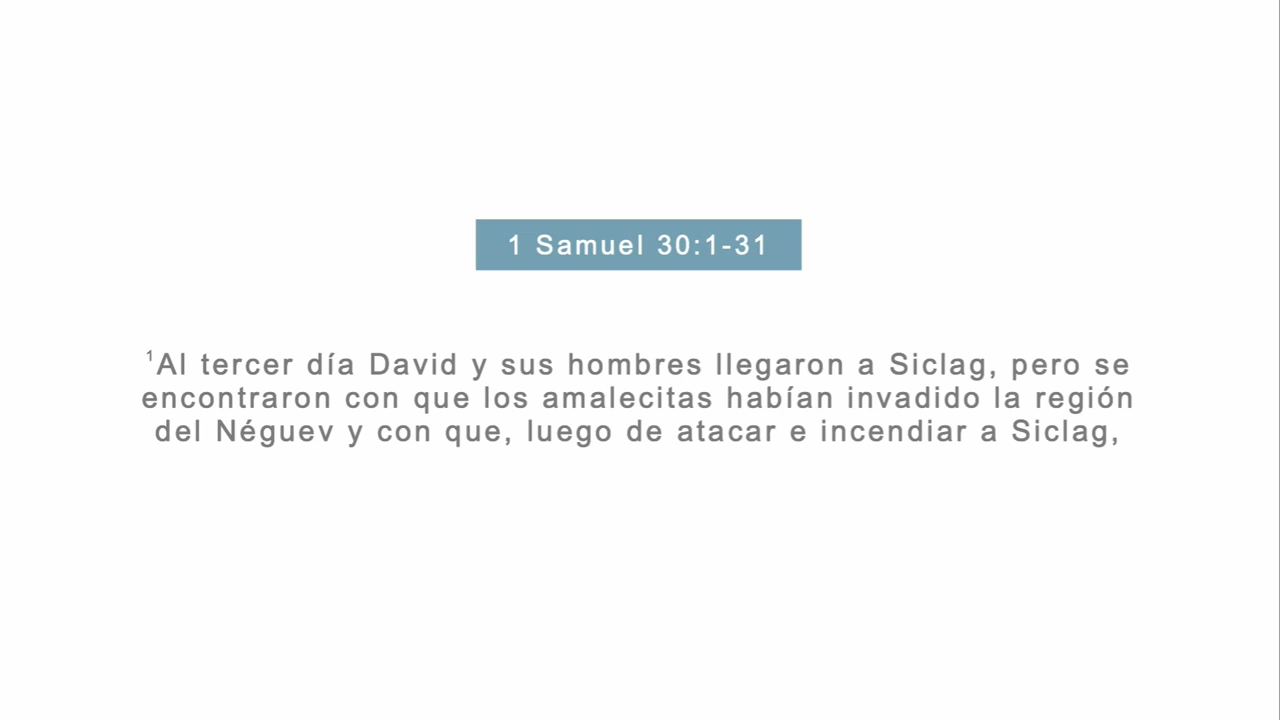 1 Samuel 30:1-31
¹Al tercer día David y sus hombres llegaron a Siclag, pero se
encontraron con que los amalecitas habían invadido la región
del Néguev y con que, luego de atacar e incendiar a Siclag,